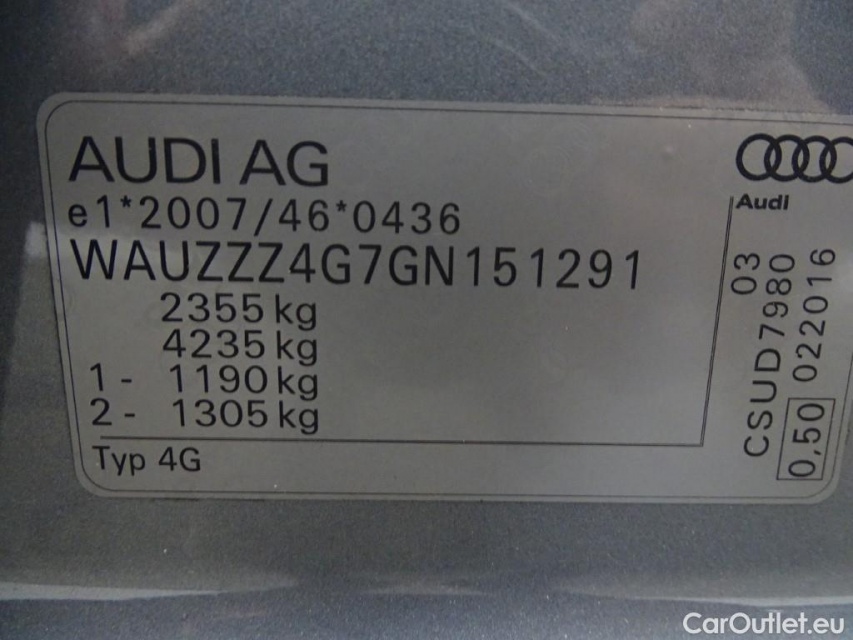 AUDI AG
e1*2007/46*0436
WAUZZZ4G7GN151291
2355 kg
4235 kg
1 - 1190 kg
2 - 1305 kg
Typ 4G
Audi
03
CSUD7980
0,50 022016
CarOutlet.eu